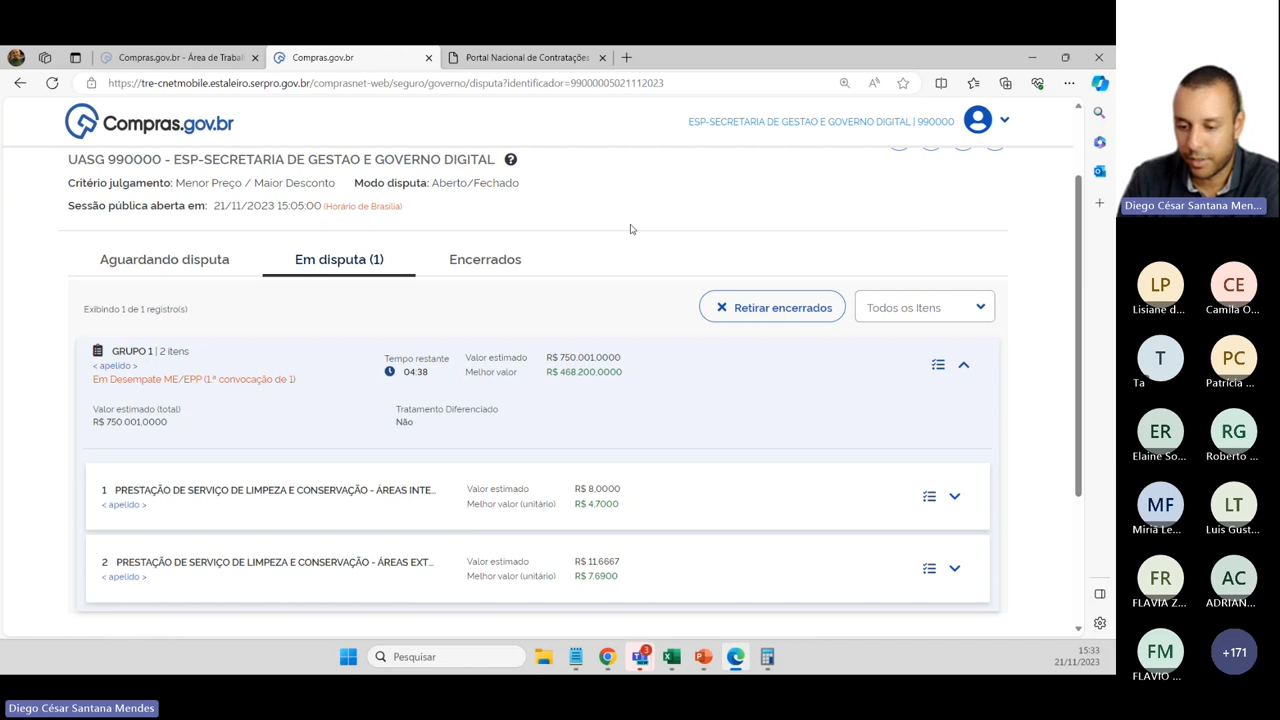 Compras.gov.br - Área de Trabal
Compras.gov.br
Portal Nacional de Contratações
https://tre-cnetmobile.estaleiro.serpro.gov.br/comprasnet-web/seguro/governo/disputa?identificador=99000005021112023
Compras.gov.br
ESP-SECRETARIA DE GESTAO E GOVERNO DIGITAL | 990000
UASG 990000 - ESP-SECRETARIA DE GESTAO E GOVERNO DIGITAL
Critério julgamento: Menor Preço / Maior Desconto Modo disputa: Aberto/Fechado
Sessão pública aberta em: 21/11/2023 15:05:00 (Horário de Brasília)
Aguardando disputa
Em disputa (1)
Encerrados
Exibindo 1 de 1 registro(s)
Retirar encerrados
Todos os Itens
GRUPO 1 | 2 itens
< apelido >
Em Desempate ME/EPP (1.ª convocação de 1)
Tempo restante
04:38
Valor estimado R$ 750.001,0000
Melhor valor R$ 468.200,0000
Valor estimado (total)
R$ 750.001,0000
Tratamento Diferenciado
Não
1 PRESTAÇÃO DE SERVIÇO DE LIMPEZA E CONSERVAÇÃO - ÁREAS INTE...
< apelido >
Valor estimado R$ 8,0000
Melhor valor (unitário) R$ 4,7000
2 PRESTAÇÃO DE SERVIÇO DE LIMPEZA E CONSERVAÇÃO - ÁREAS EXT...
< apelido >
Valor estimado R$ 11,6667
Melhor valor (unitário) R$ 7,6900
Pesquisar
3
15:33
21/11/2023
Diego César Santana Mendes
Diego César Santana Men...
LP
Lisiane d...
CE
Camila O...
T
Ta
PC
Patrícia ...
ER
Elaine So...
RG
Roberto ...
MF
Miriã Le...
LT
Luis Gust...
FR
FLAVIA Z...
AC
ADRIAN...
FM
FLAVIO ...
+171